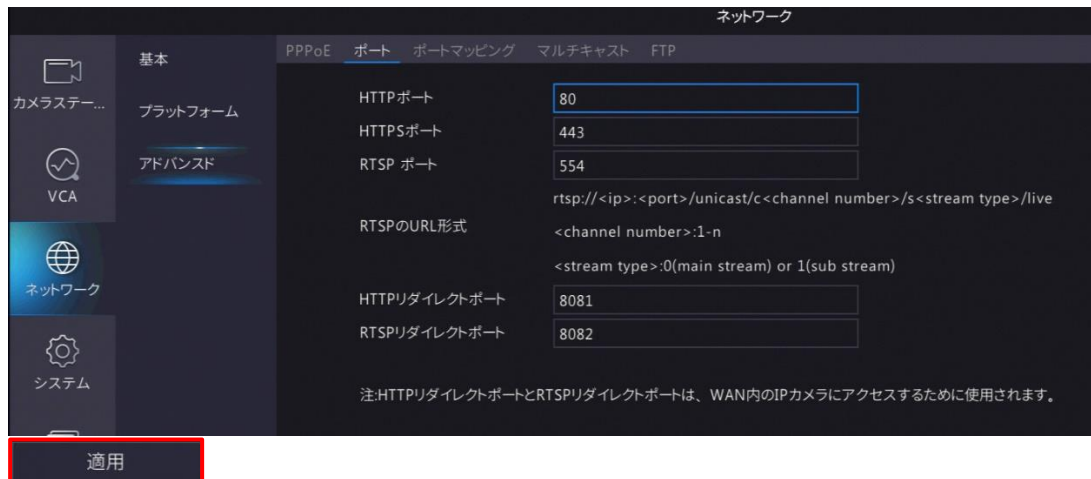 ネットワーク
カメラステー...
VCA
ネットワーク
システム
基本
プラットフォーム
アドバンスド
PPPoE ポート ポートマッピング マルチキャスト FTP
HTTPポート 80
HTTPSポート 443
RTSP ポート 554
rtsp://<ip>:<port>/unicast/c<channel number>/s<stream type>/live
RTSPのURL形式 <channel number>:1-n
<stream type>:0(main stream) or 1(sub stream)
HTTPリダイレクトポート 8081
RTSPリダイレクトポート 8082
注:HTTPリダイレクトポートとRTSPリダイレクトポートは、WAN内のIPカメラにアクセスするために使用されます。
適用